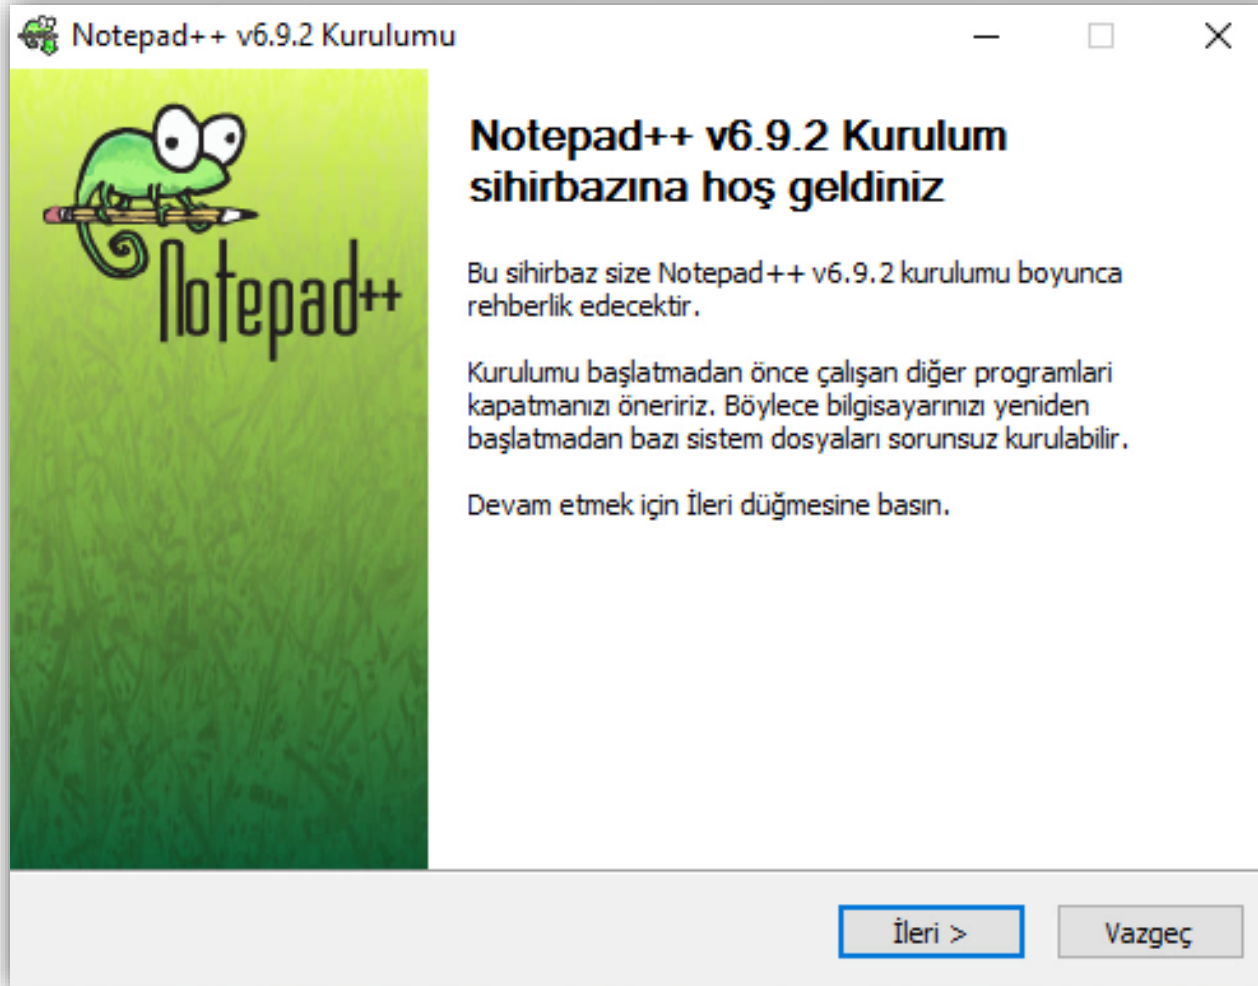 Notepad++ v6.9.2 Kurulumu
Notepad++
Notepad++ v6.9.2 Kurulum
sihirbazına hoş geldiniz
Bu sihirbaz size Notepad++ v6.9.2 kurulumu boyunca
rehberlik edecektir.
Kurulumu başlatmadan önce çalışan diğer programlari
kapatmanızı öneririz. Böylece bilgisayarınızı yeniden
başlatmadan bazı sistem dosyaları sorunsuz kurulabilir.
Devam etmek için İleri düğmesine basın.
İleri >
Vazgeç